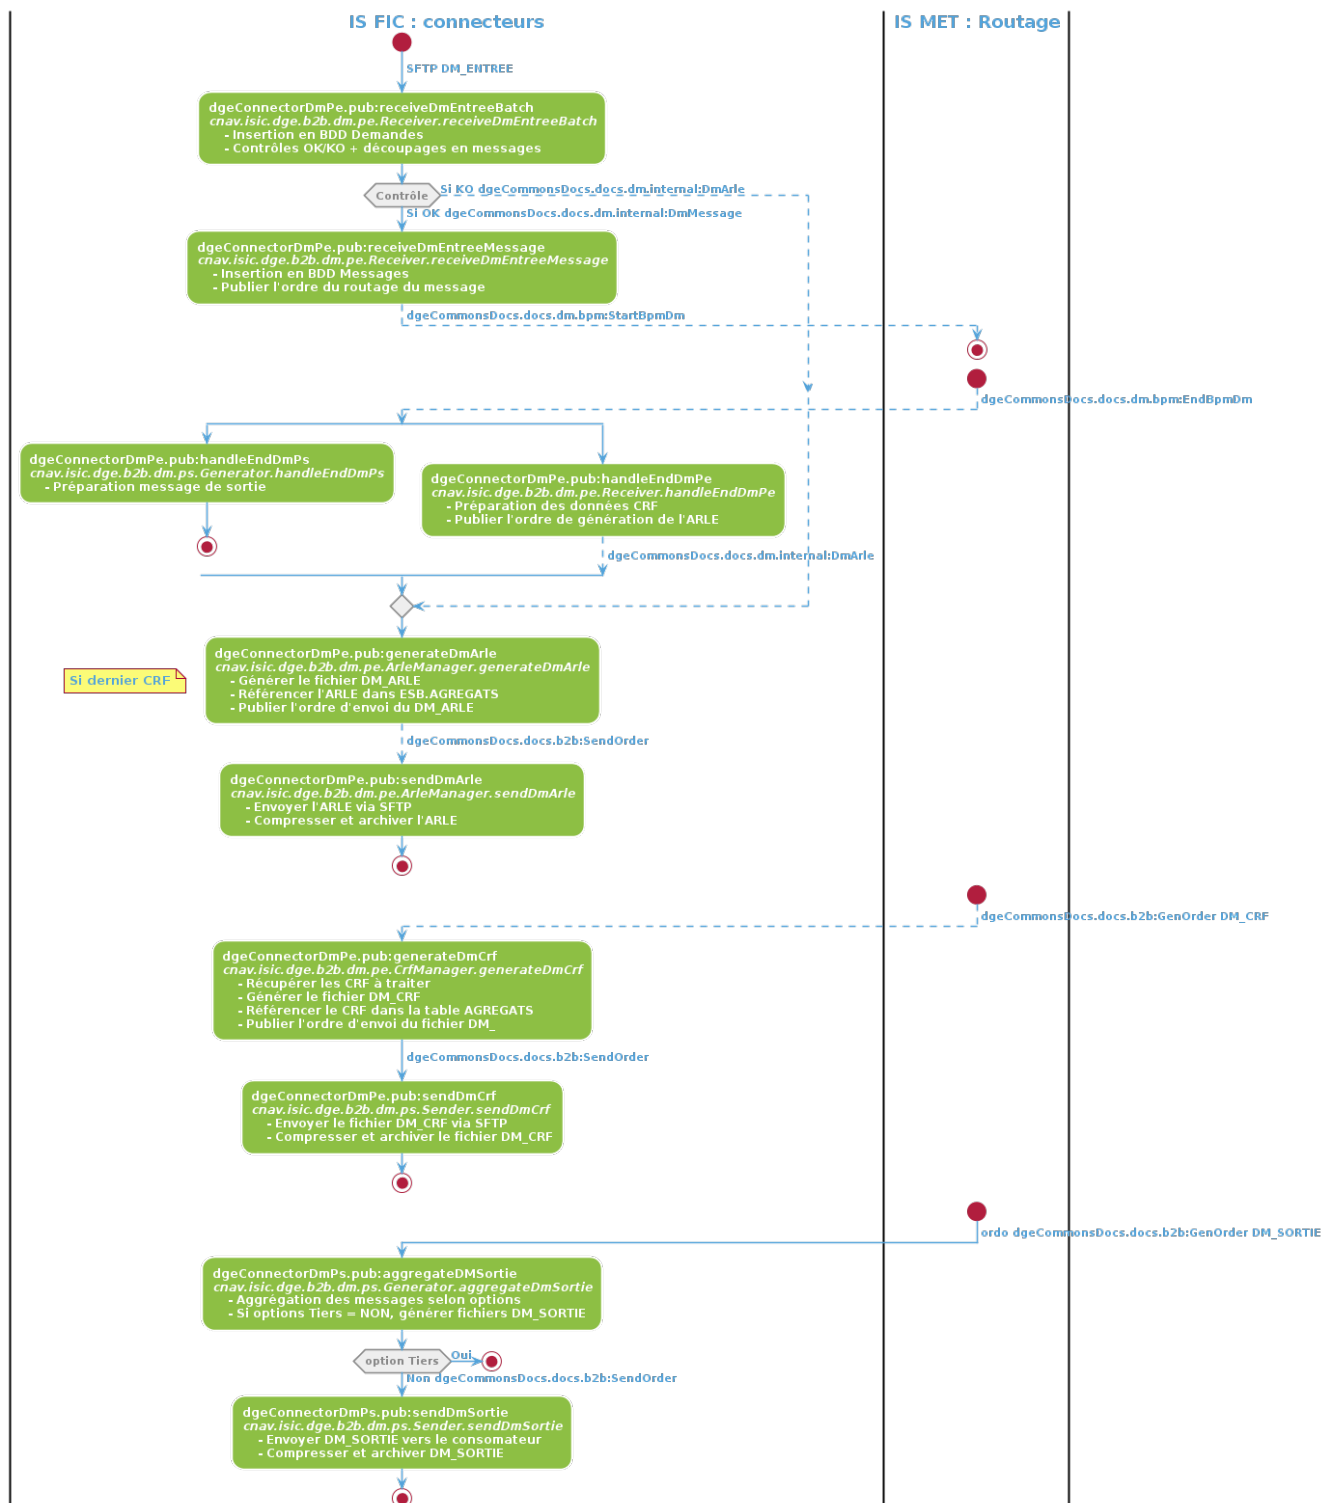 IS FIC : connecteurs
IS MET : Routage
SFTP DM_ENTREE
dgeConnectorDmPe.pub:receiveDmEntreeBatch
cnav.isic.dge.b2b.dm.pe.Receiver.receiveDmEntreeBatch
- Insertion en BDD Demandes
- Contrôles OK/KO + découpages en messages
Contrôle
Si KO dgeCommonsDocs.docs.dm.internal:DmArle
Si OK dgeCommonsDocs.docs.dm.internal:DmMessage
dgeConnectorDmPe.pub:receiveDmEntreeMessage
cnav.isic.dge.b2b.dm.pe.Receiver.receiveDmEntreeMessage
- Insertion en BDD Messages
- Publier l'ordre du routage du message
dgeCommonsDocs.docs.dm.bpm:StartBpmDm
dgeCommonsDocs.docs.dm.bpm:EndBpmDm
dgeConnectorDmPe.pub:handleEndDmPs
cnav.isic.dge.b2b.dm.ps.Generator.handleEndDmPs
- Préparation message de sortie
dgeConnectorDmPe.pub:handleEndDmPe
cnav.isic.dge.b2b.dm.pe.Receiver.handleEndDmPe
- Préparation des données CRF
- Publier l'ordre de génération de l'ARLE
dgeCommonsDocs.docs.dm.internal:DmArle
Si dernier CRF
dgeConnectorDmPe.pub:generateDmArle
cnav.isic.dge.b2b.dm.pe.ArleManager.generateDmArle
- Générer le fichier DM_ARLE
- Référencer l'ARLE dans ESB.AGREGATS
- Publier l'ordre d'envoi du DM_ARLE
dgeCommonsDocs.docs.b2b:SendOrder
dgeConnectorDmPe.pub:sendDmArle
cnav.isic.dge.b2b.dm.pe.ArleManager.sendDmArle
- Envoyer l'ARLE via SFTP
- Compresser et archiver l'ARLE
dgeCommonsDocs.docs.b2b:GenOrder DM_CRF
dgeConnectorDmPe.pub:generateDmCrf
cnav.isic.dge.b2b.dm.pe.CrfManager.generateDmCrf
- Récupérer les CRF à traiter
- Générer le fichier DM_CRF
- Référencer le CRF dans la table AGREGATS
- Publier l'ordre d'envoi du fichier DM_
dgeCommonsDocs.docs.b2b:SendOrder
dgeConnectorDmPe.pub:sendDmCrf
cnav.isic.dge.b2b.dm.ps.Sender.sendDmCrf
- Envoyer le fichier DM_CRF via SFTP
- Compresser et archiver le fichier DM_CRF
ordo dgeCommonsDocs.docs.b2b:GenOrder DM_SORTIE
dgeConnectorDmPs.pub:aggregateDMSortie
cnav.isic.dge.b2b.dm.ps.Generator.aggregateDmSortie
- Aggrégation des messages selon options
- Si options Tiers = NON, générer fichiers DM_SORTIE
option Tiers
Oui
Non dgeCommonsDocs.docs.b2b:SendOrder
dgeConnectorDmPs.pub:sendDmSortie
cnav.isic.dge.b2b.dm.ps.Sender.sendDmSortie
- Envoyer DM_SORTIE vers le consomateur
- Compresser et archiver DM_SORTIE